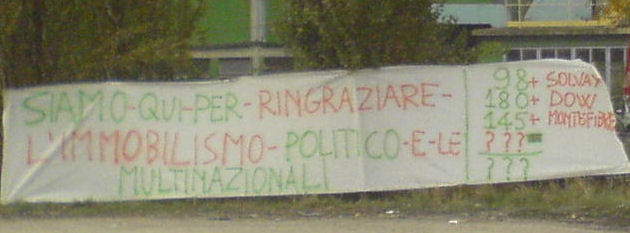 SIAMO-QUI-PER-RINGRAZIARE-
L'IMMOBILISMO-POLITICO-E-LE
MULTINAZIONALI
98+ SOLVAY
180+ DOW
145+ MONTEFIBRE
???=
???